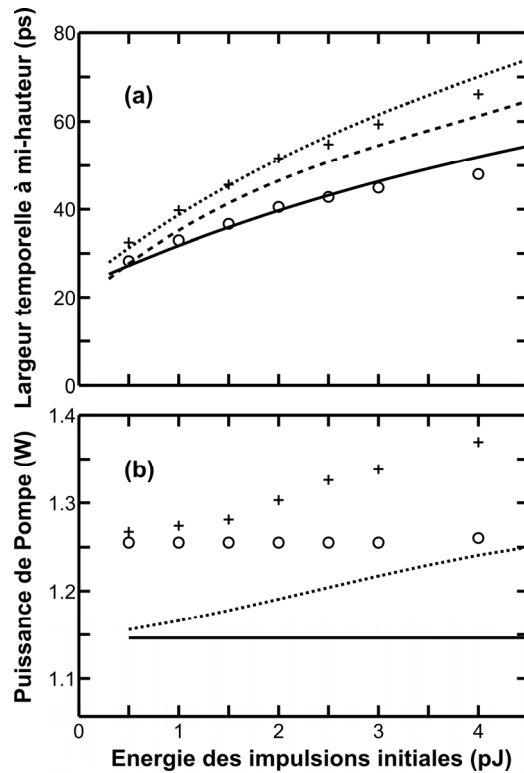 Largeur temporelle à mi-hauteur (ps)
80
60
40
20
0
(a)
Puissance de Pompe (W)
1.4
1.3
1.2
1.1
(b)
0 1 2 3 4
Energie des impulsions initiales (pJ)